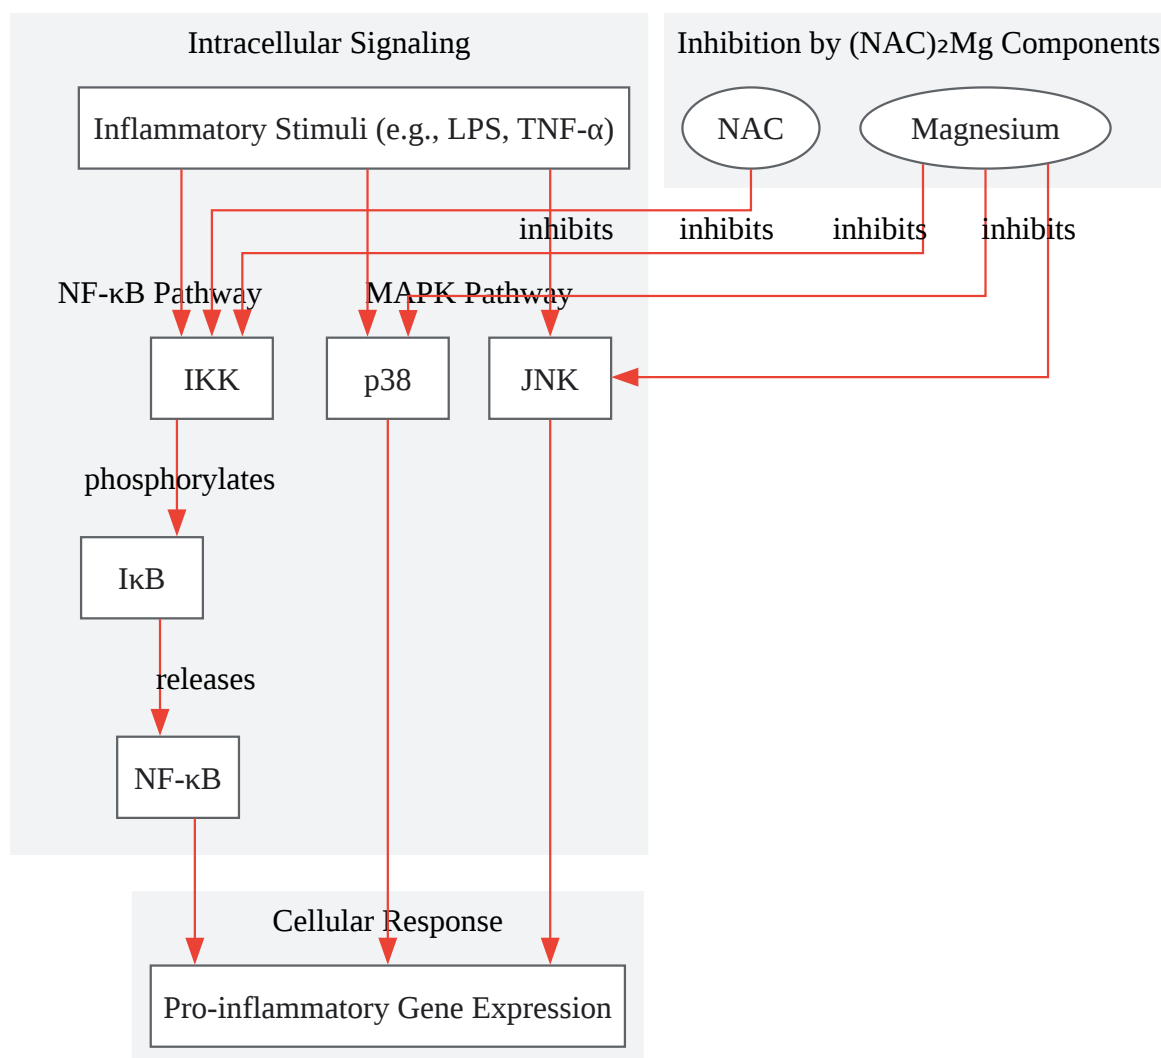 Intracellular Signaling
Inhibition by (NAC)₂Mg Components
Inflammatory Stimuli (e.g., LPS, TNF-α)
NAC
Magnesium
inhibits
inhibits
inhibits
inhibits
NF-κB Pathway
MAPK Pathway
IKK
p38
JNK
phosphorylates
IκB
releases
NF-κB
Cellular Response
Pro-inflammatory Gene Expression